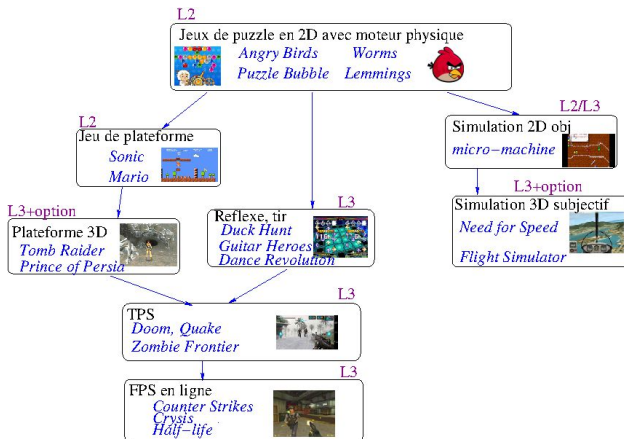 L2
Jeux de puzzle en 2D avec moteur physique
Angry Birds Worms
Puzzle Bubble Lemmings
L2
Jeu de plateforme
Sonic
Mario
L2/L3
Simulation 2D obj
micro-machine
L3+option
Plateforme 3D
Tomb Raider
Prince of Persia
L3
Reflexe, tir
Duck Hunt
Guitar Heroes
Dance Revolution
L3+option
Simulation 3D subjectif
Need for Speed
Flight Simulator
L3
TPS
Doom, Quake
Zombie Frontier
L3
FPS en ligne
Counter Strikes
Crysis
Half-life